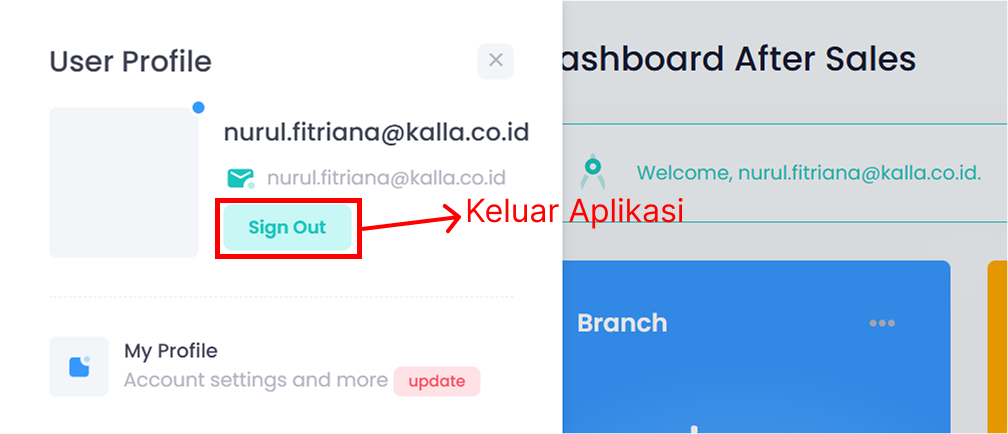 User Profile
nurul.fitriana@kalla.co.id
nurul.fitriana@kalla.co.id
Sign Out
Keluar Aplikasi
My Profile
Account settings and more update
ashboard After Sales
Welcome, nurul.fitriana@kalla.co.id.
Branch